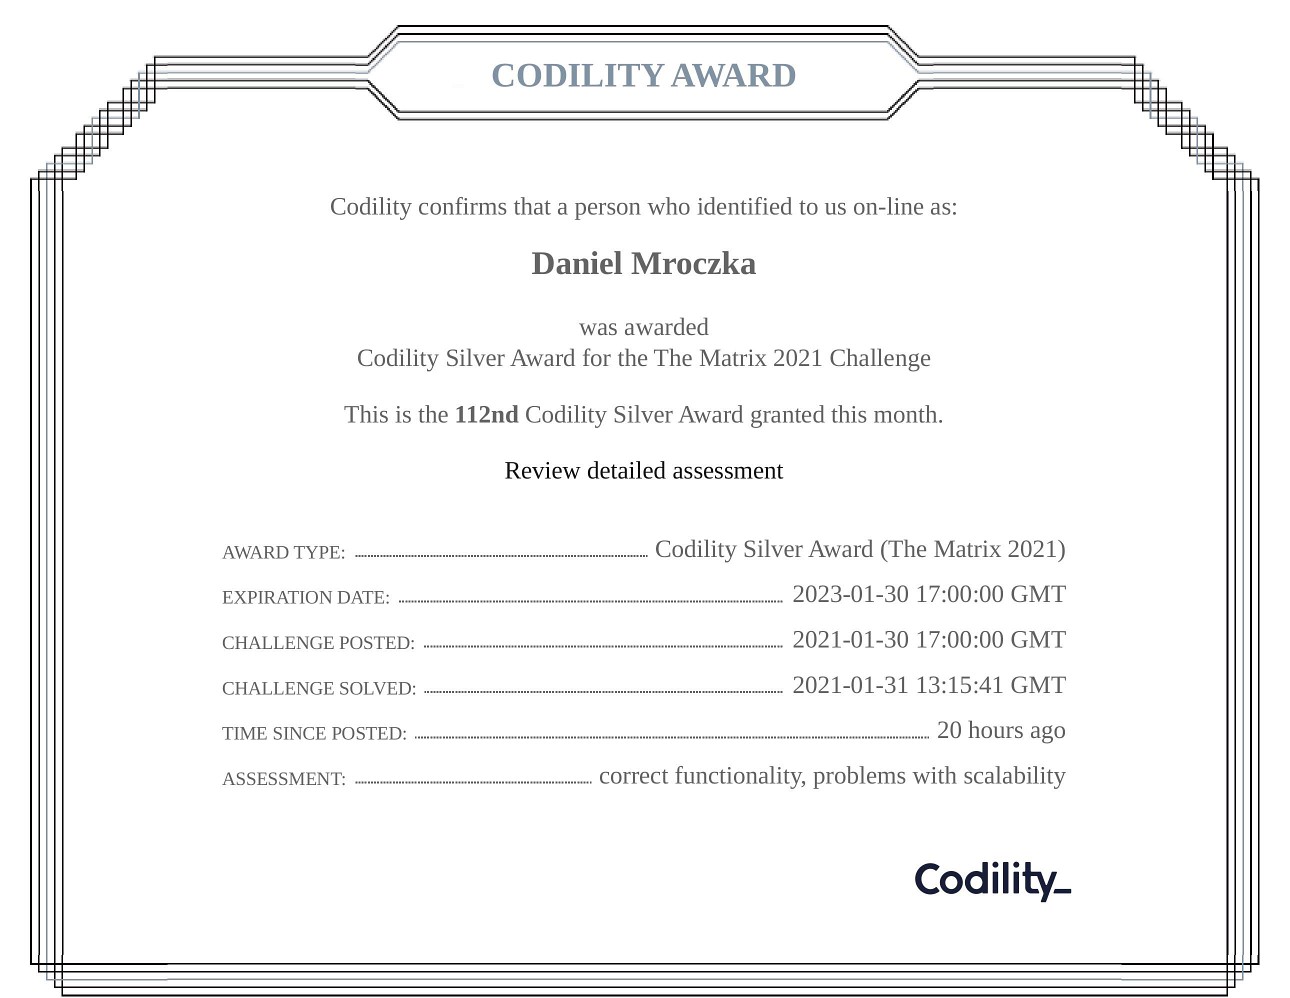 CODILITY AWARD
Codility confirms that a person who identified to us on-line as:
Daniel Mroczka
was awarded
Codility Silver Award for the The Matrix 2021 Challenge
This is the 112nd Codility Silver Award granted this month.
Review detailed assessment
AWARD TYPE: Codility Silver Award (The Matrix 2021)
EXPIRATION DATE: 2023-01-30 17:00:00 GMT
CHALLENGE POSTED: 2021-01-30 17:00:00 GMT
CHALLENGE SOLVED: 2021-01-31 13:15:41 GMT
TIME SINCE POSTED: 20 hours ago
ASSESSMENT: correct functionality, problems with scalability
Codility_